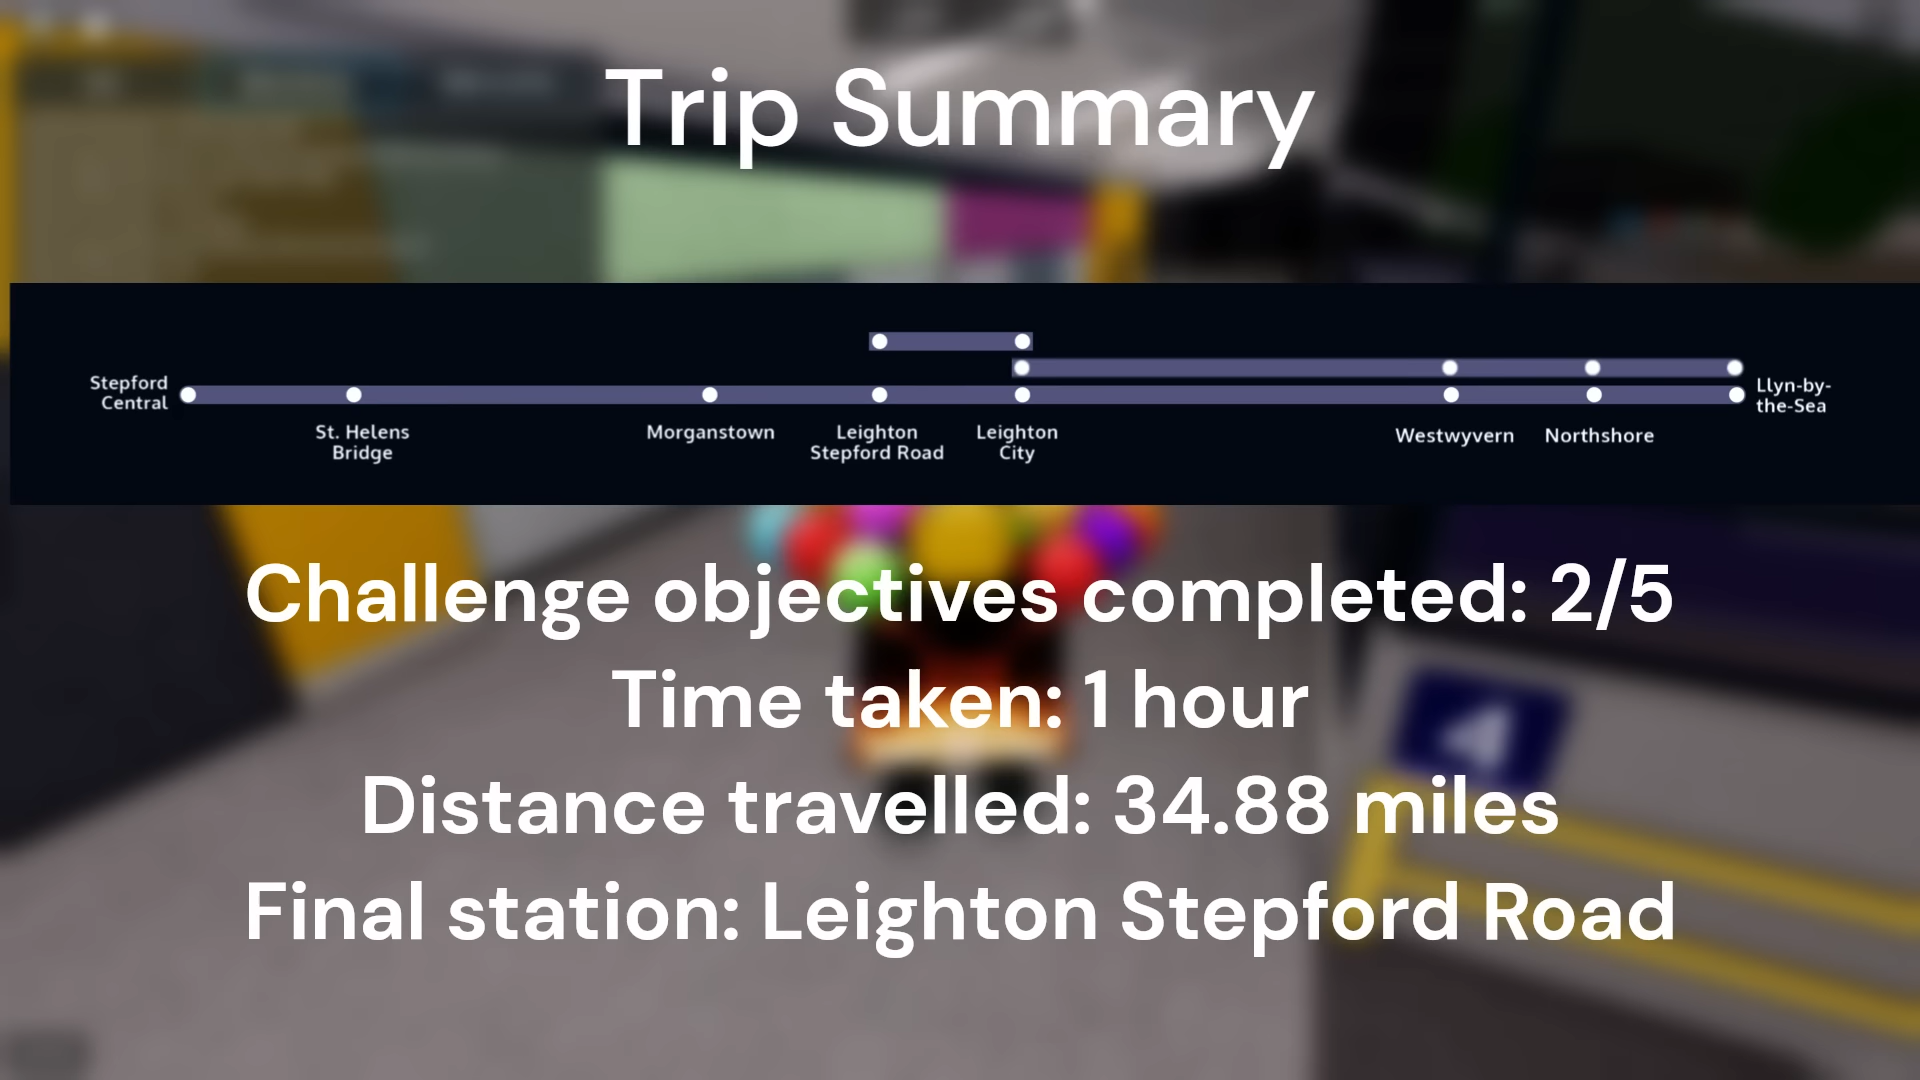 Trip Summary
Stepford
Central
St. Helens
Bridge
Morganstown
Leighton
Stepford Road
Leighton
City
Westwyvern
Northshore
Llyn-by-
the-Sea
Challenge objectives completed: 2/5
Time taken: 1 hour
Distance travelled: 34.88 miles
Final station: Leighton Stepford Road
4